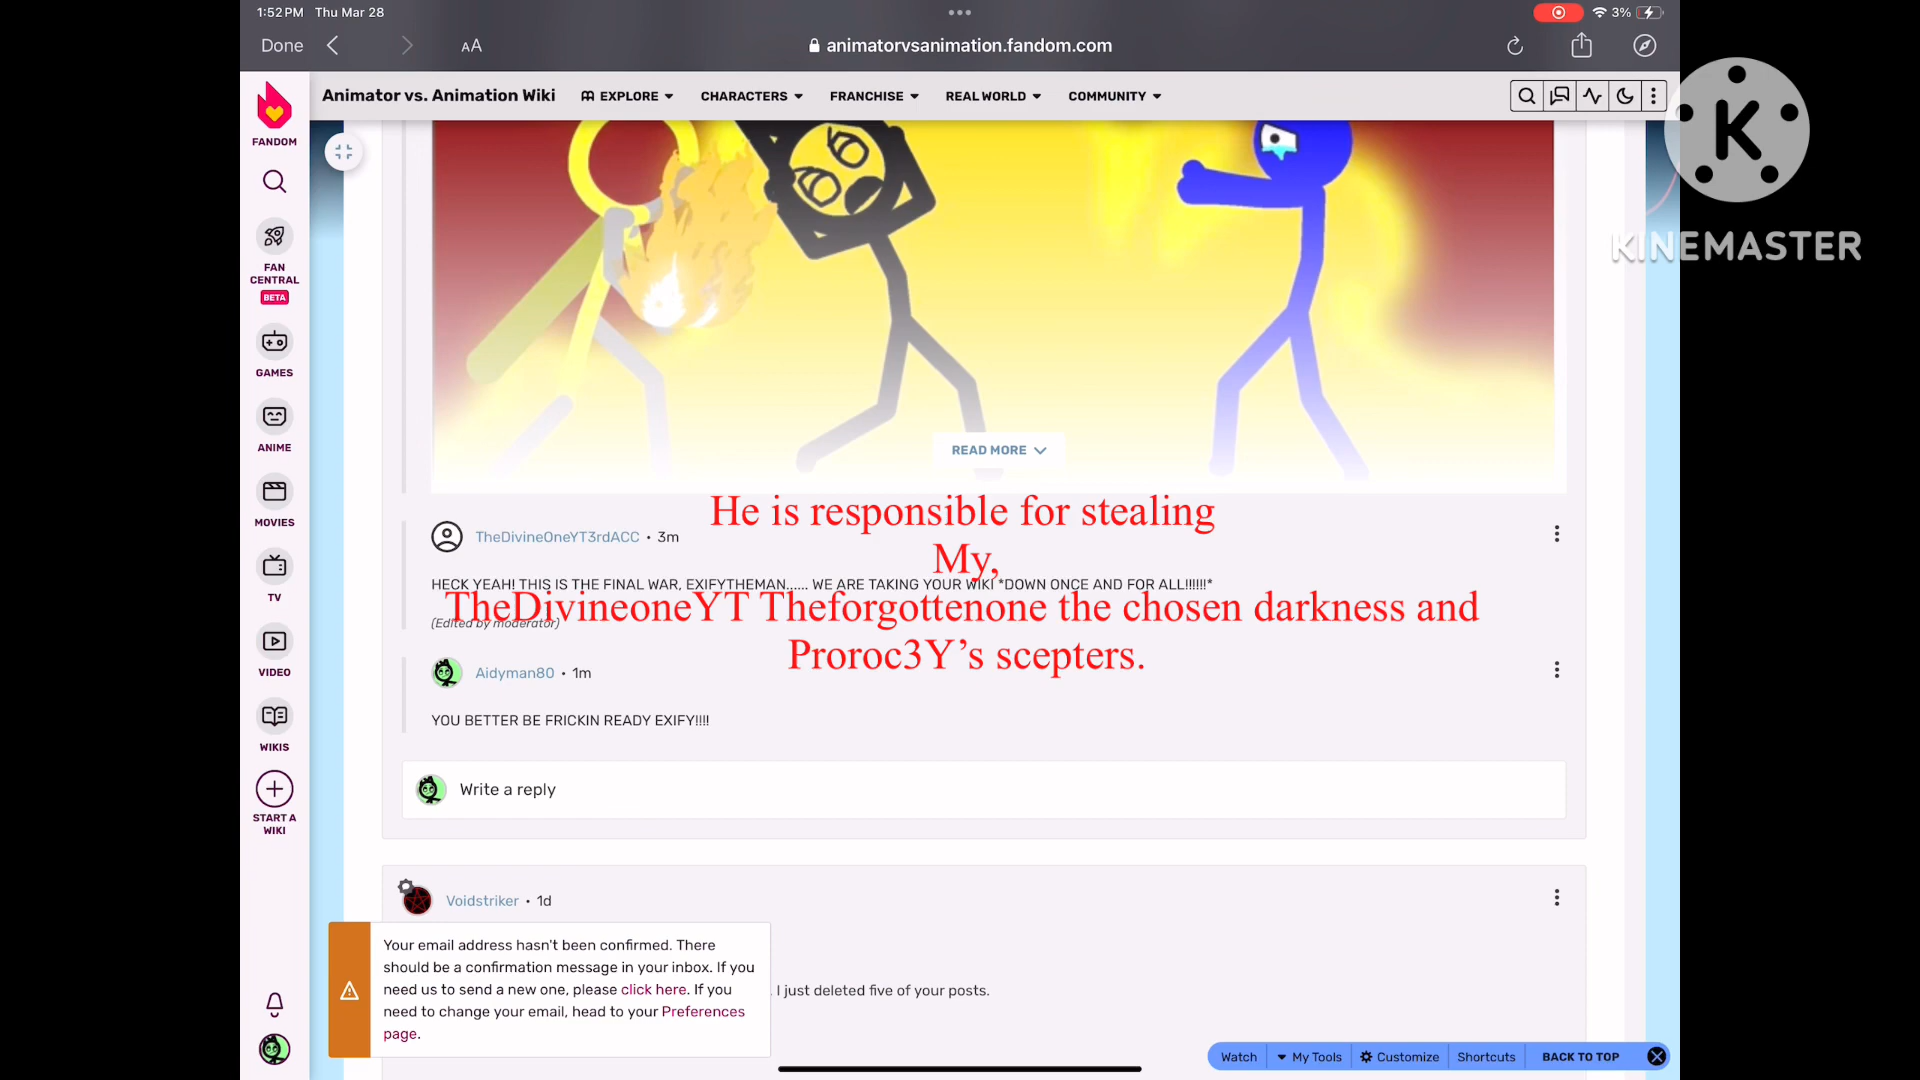 1:52 PM Thu Mar 28
3%
Done
AA
animatorvsanimation.fandom.com
FANDOM
Animator vs. Animation Wiki
EXPLORE
CHARACTERS
FRANCHISE
REAL WORLD
COMMUNITY
K
KINEMASTER
FAN
CENTRAL
BETA
GAMES
ANIME
MOVIES
TV
VIDEO
WIKIS
START A
WIKI
READ MORE
He is responsible for stealing
My,
TheDivineoneYT Theforgottenone the chosen darkness and
Proroc3Y’s scepters.
TheDivineOneYT3rdACC • 3m
HECK YEAH! THIS IS THE FINAL WAR, EXIFYTHEMAN...... WE ARE TAKING YOUR WIKI *DOWN ONCE AND FOR ALL!!!!!!*
(Edited by moderator)
Aidyman80 • 1m
YOU BETTER BE FRICKIN READY EXIFY!!!!
Write a reply
Voidstriker • 1d
I just deleted five of your posts.
Your email address hasn't been confirmed. There
should be a confirmation message in your inbox. If you
need us to send a new one, please click here. If you
need to change your email, head to your Preferences
page.
Watch
My Tools
Customize
Shortcuts
BACK TO TOP